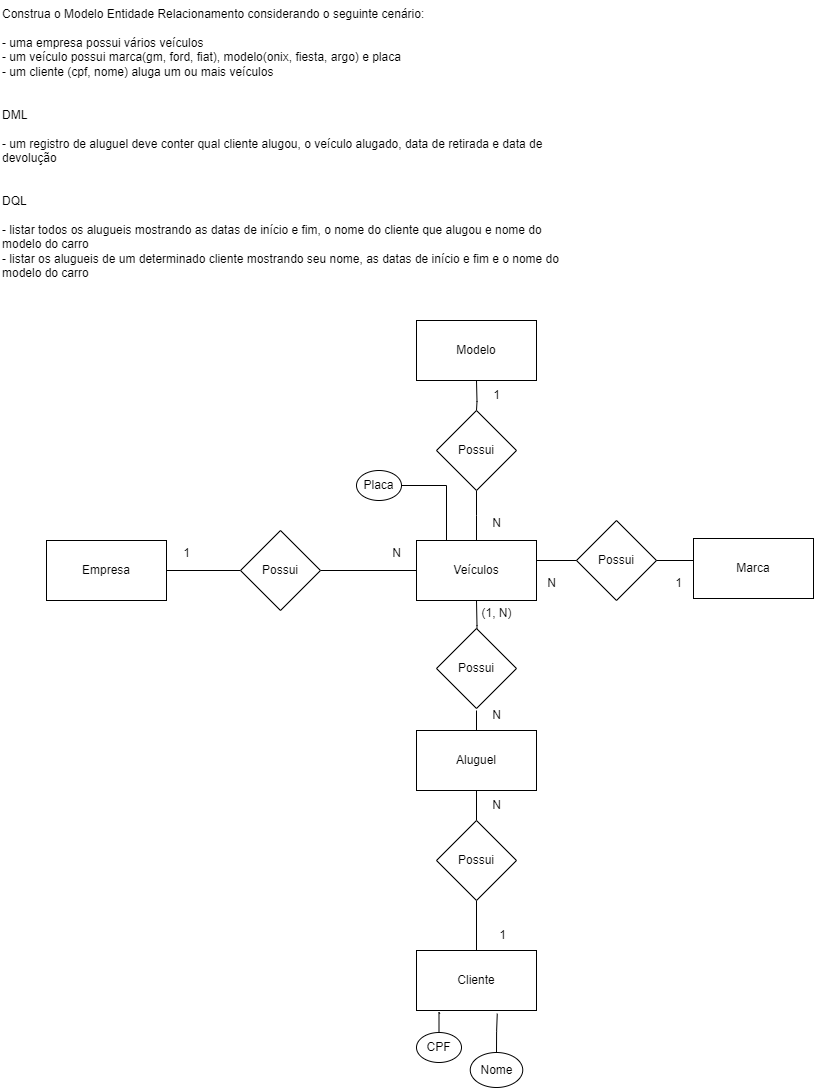 Construa o Modelo Entidade Relacionamento considerando o seguinte cenário:
- uma empresa possui vários veículos
- um veículo possui marca(gm, ford, fiat), modelo(onix, fiesta, argo) e placa
- um cliente (cpf, nome) aluga um ou mais veículos
DML
- um registro de aluguel deve conter qual cliente alugou, o veículo alugado, data de retirada e data de
devolução
DQL
- listar todos os alugueis mostrando as datas de início e fim, o nome do cliente que alugou e nome do
modelo do carro
- listar os alugueis de um determinado cliente mostrando seu nome, as datas de início e fim e o nome do
modelo do carro
Modelo
1
Possui
Placa
N
Empresa
1
Possui
N
Veículos
N
Possui
1
Marca
(1, N)
Possui
N
Aluguel
N
Possui
1
Cliente
CPF
Nome